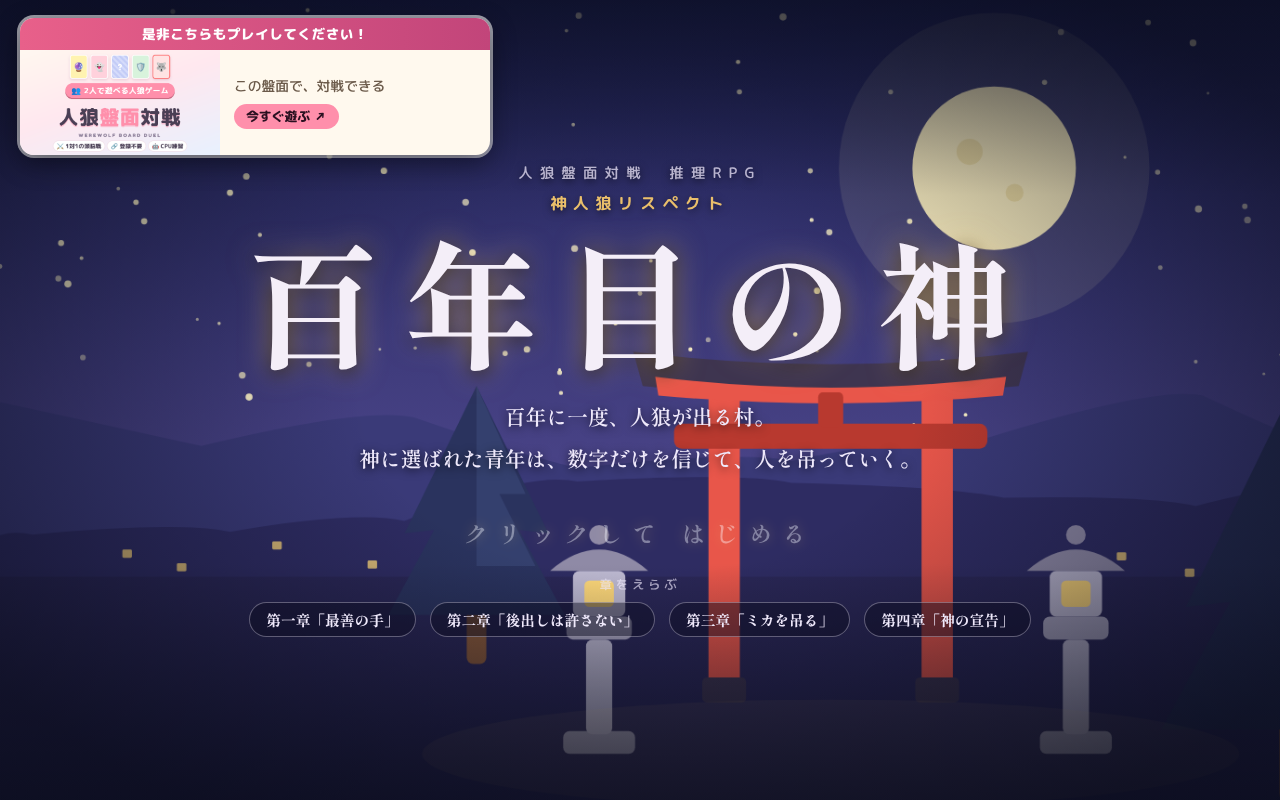 是非こちらもプレイしてください！
👥 2人で遊べる人狼ゲーム
人狼盤面対戦
WEREWOLF BOARD DUEL
⚔️ 1対1の頭脳戦 🔗 登録不要 🤖 CPU練習
この盤面で、対戦できる
今すぐ遊ぶ ↗
人狼盤面対戦　推理RPG
神人狼リスペクト
百年目の神
百年に一度、人狼が出る村。
神に選ばれた青年は、数字だけを信じて、人を吊っていく。
クリックして はじめる
章をえらぶ
第一章「最善の手」 第二章「後出しは許さない」 第三章「ミカを吊る」 第四章「神の宣告」